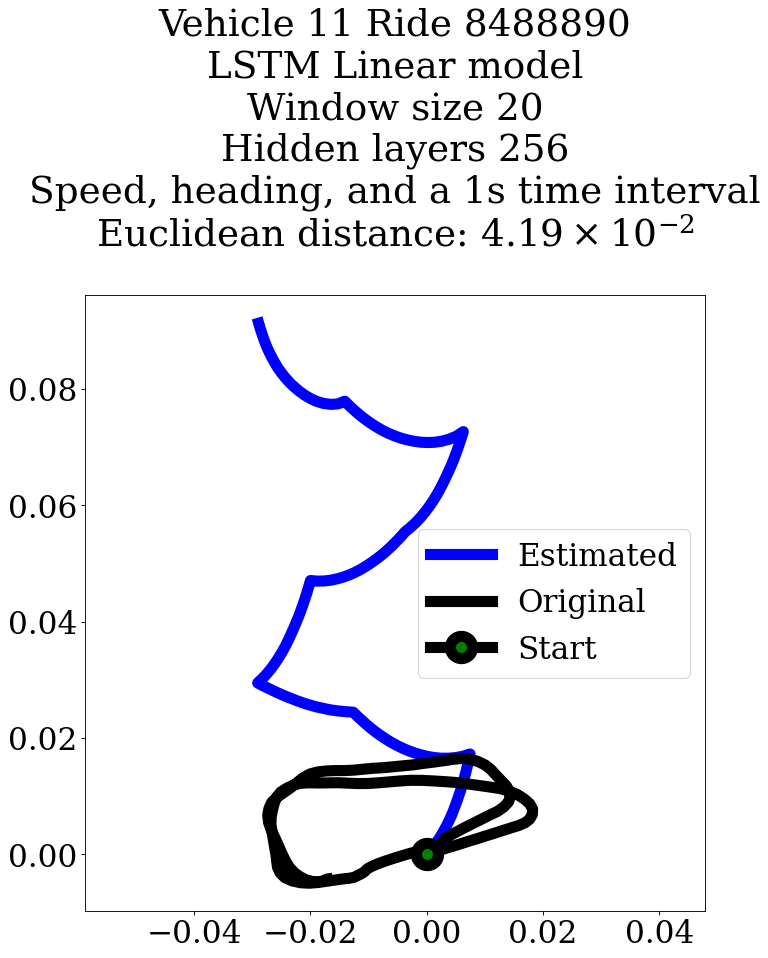 Vehicle 11 Ride 8488890
LSTM Linear model
Window size 20
Hidden layers 256
Speed, heading, and a 1s time interval
Euclidean distance: 4.19 × 10⁻²
0.08
0.06
0.04
0.02
0.00
Estimated
Original
Start
−0.04 −0.02 0.00 0.02 0.04